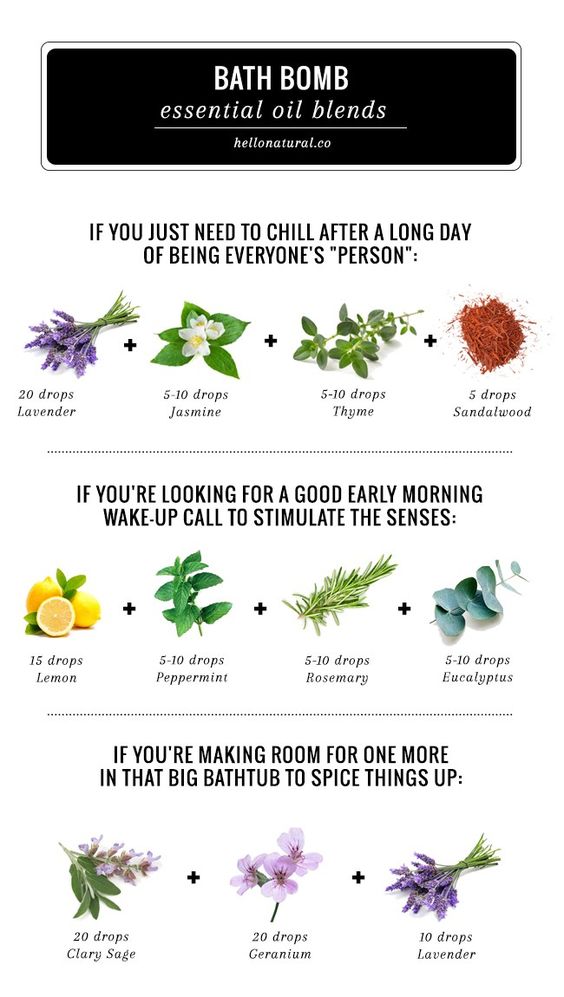 BATH BOMB
essential oil blends
hellonatural.co
IF YOU JUST NEED TO CHILL AFTER A LONG DAY
OF BEING EVERYONE'S "PERSON":
+ + +
20 drops 5-10 drops 5-10 drops 5 drops
Lavender Jasmine Thyme Sandalwood
IF YOU'RE LOOKING FOR A GOOD EARLY MORNING
WAKE-UP CALL TO STIMULATE THE SENSES:
+ + +
15 drops 5-10 drops 5-10 drops 5-10 drops
Lemon Peppermint Rosemary Eucalyptus
IF YOU'RE MAKING ROOM FOR ONE MORE
IN THAT BIG BATHTUB TO SPICE THINGS UP:
+ +
20 drops 20 drops 10 drops
Clary Sage Geranium Lavender